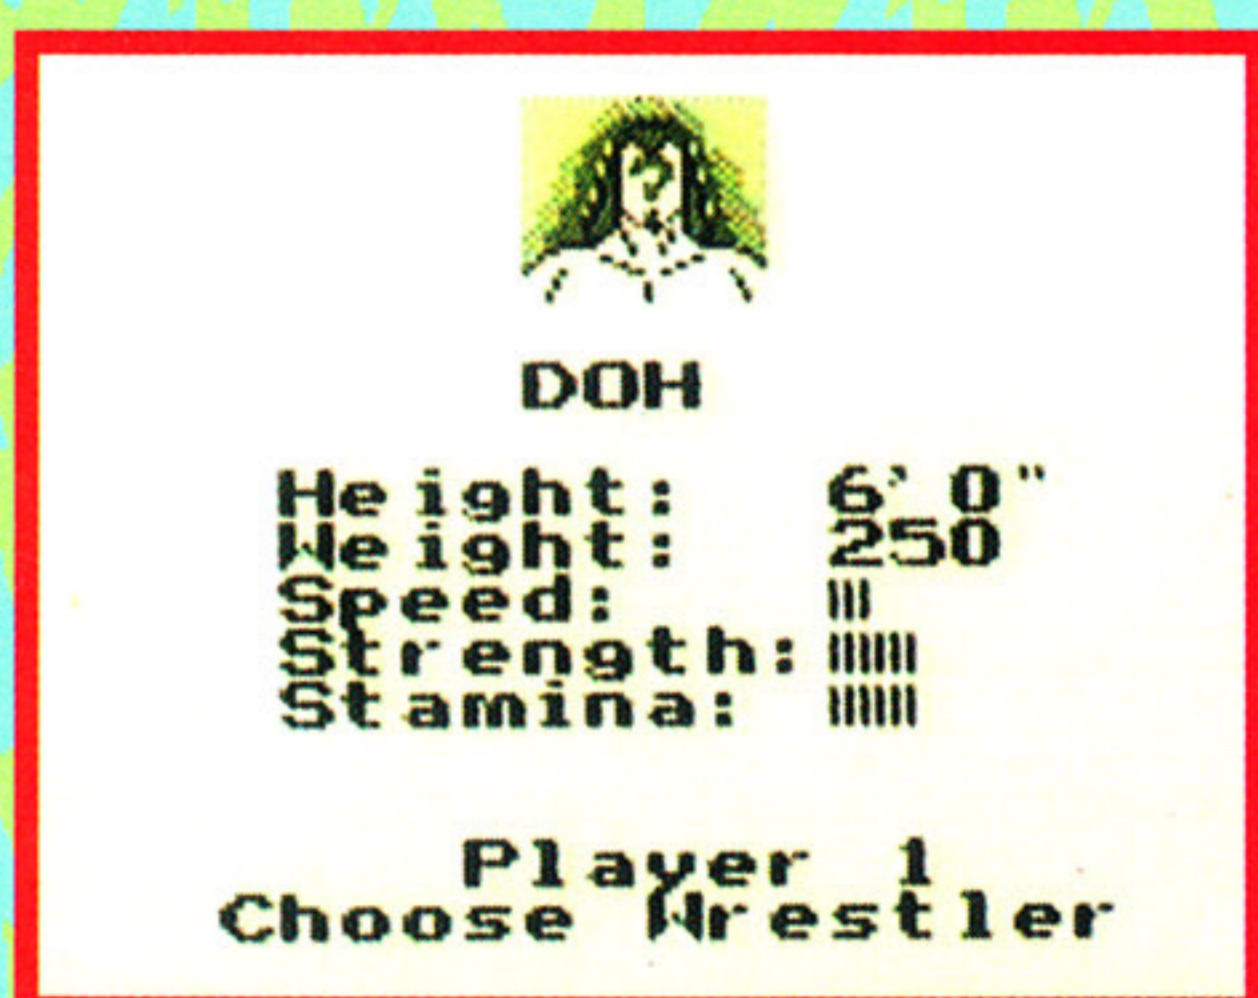 DOH
Height: 6' 0"
Weight: 250
Speed: |||
Strength: ||||||
Stamina: ||||||
Player 1
Choose Wrestler